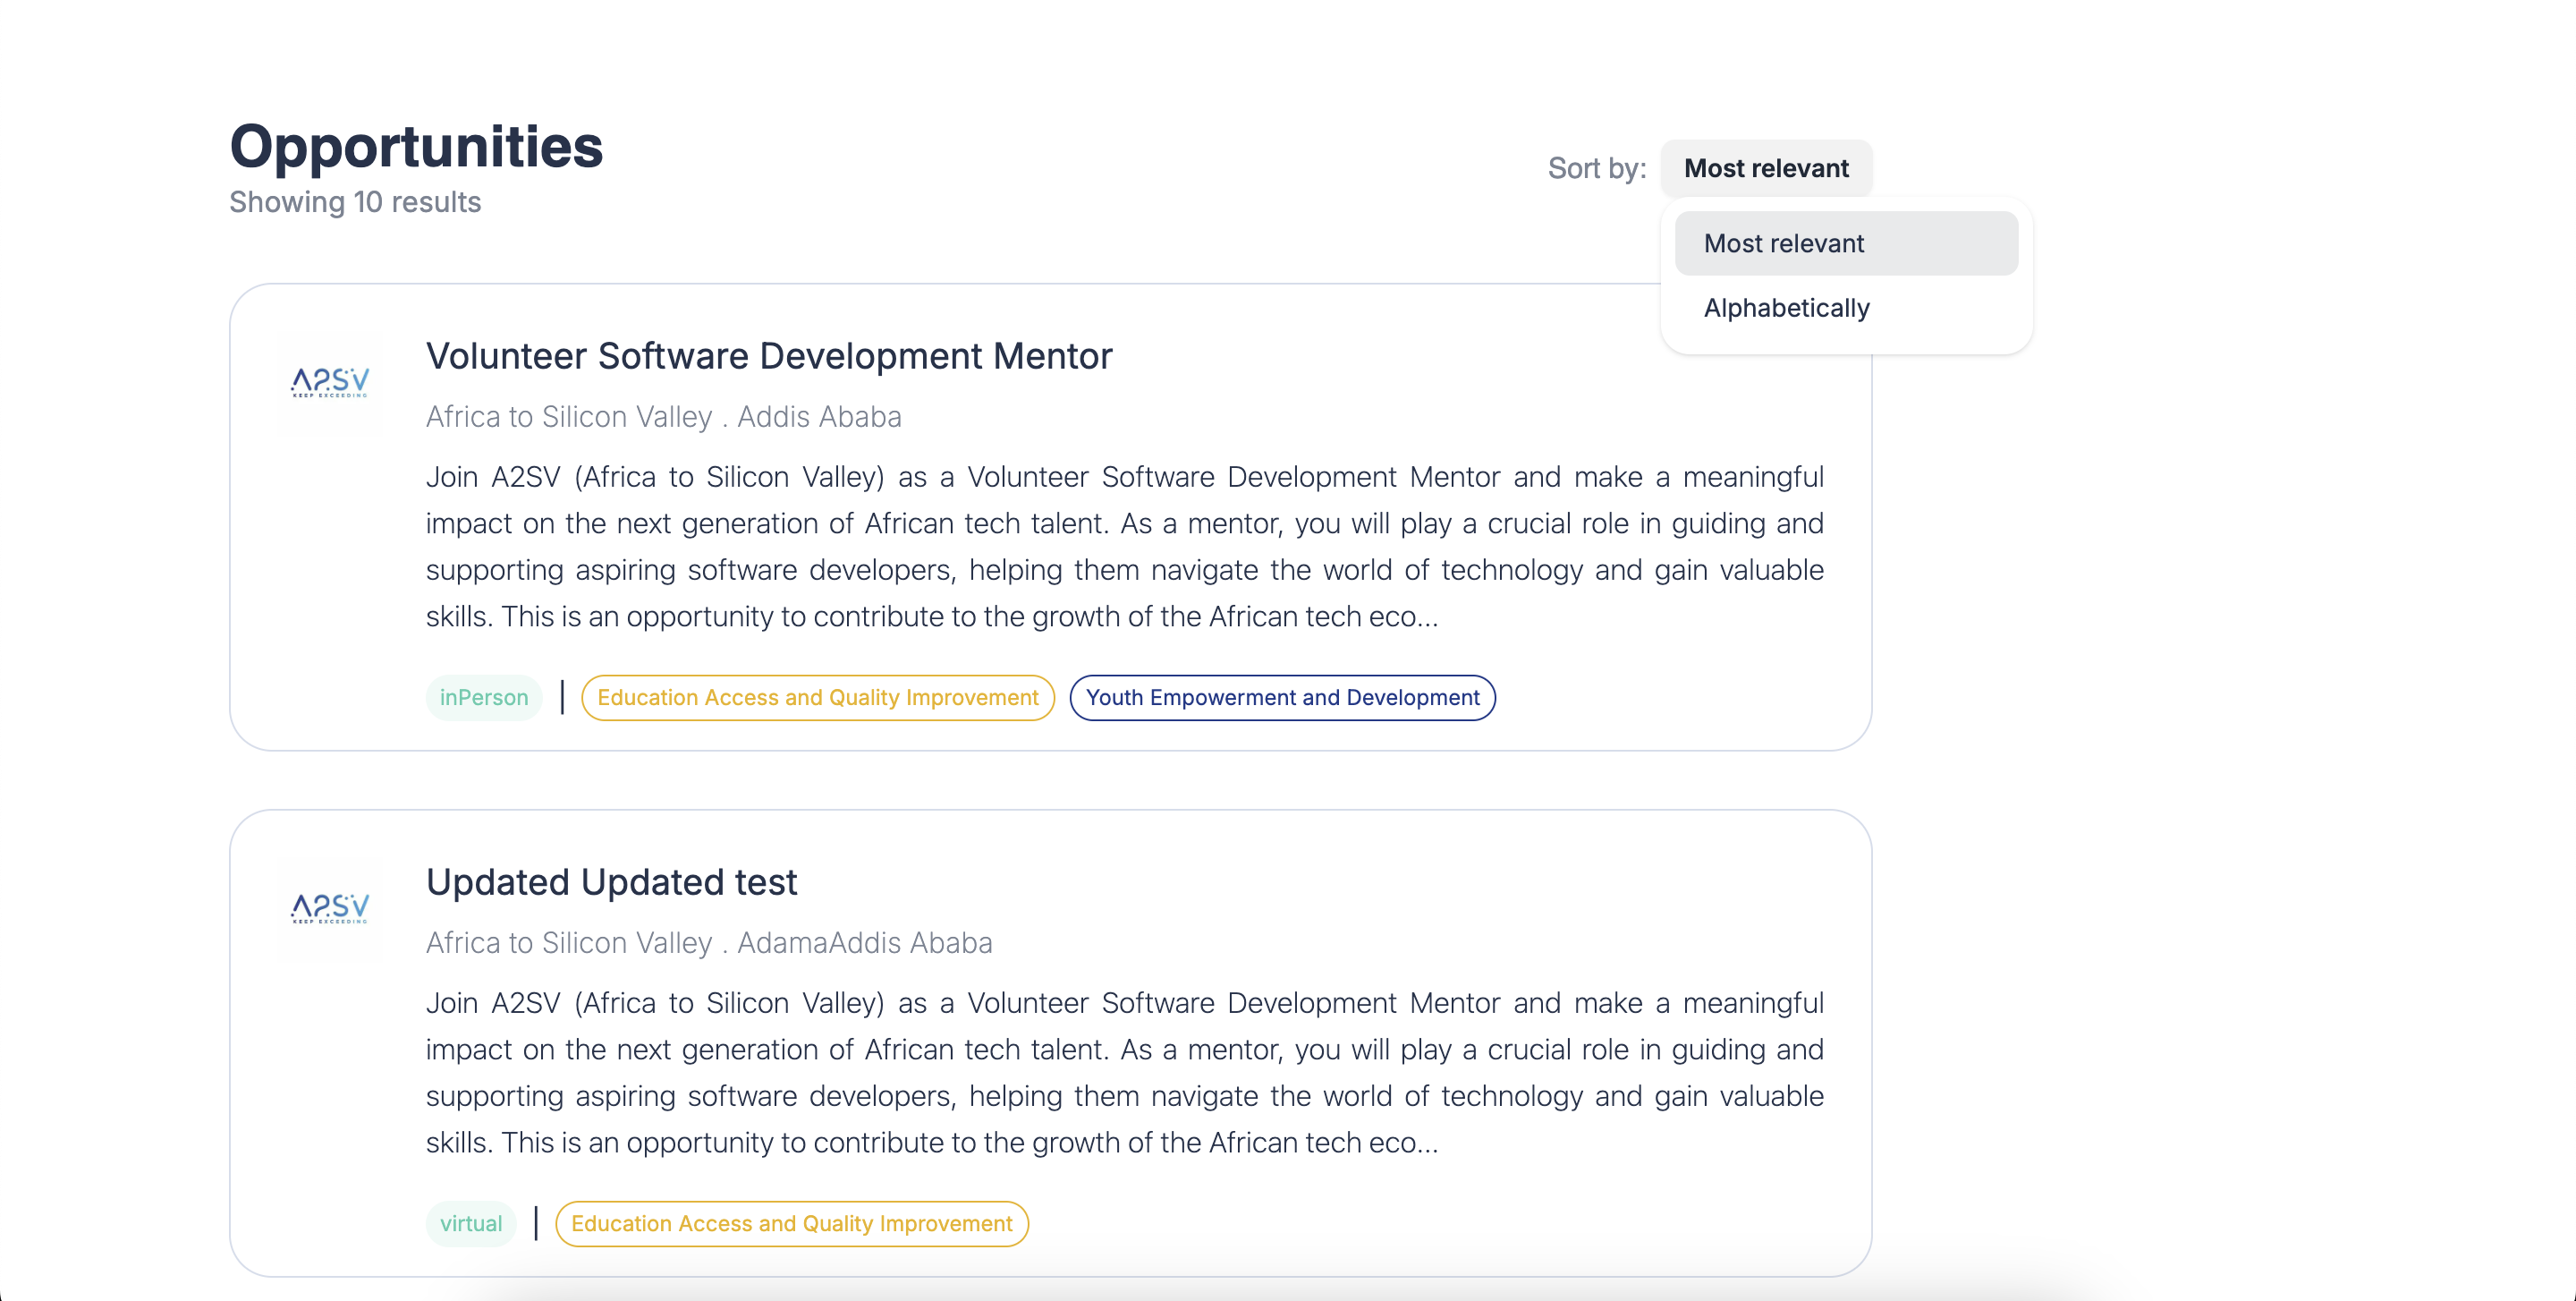 Opportunities
Showing 10 results
Sort by: Most relevant
Most relevant
Alphabetically
A2SV
KEEP EXCEEDING
Volunteer Software Development Mentor
Africa to Silicon Valley . Addis Ababa
Join A2SV (Africa to Silicon Valley) as a Volunteer Software Development Mentor and make a meaningful
impact on the next generation of African tech talent. As a mentor, you will play a crucial role in guiding and
supporting aspiring software developers, helping them navigate the world of technology and gain valuable
skills. This is an opportunity to contribute to the growth of the African tech eco...
inPerson | Education Access and Quality Improvement Youth Empowerment and Development
A2SV
KEEP EXCEEDING
Updated Updated test
Africa to Silicon Valley . AdamaAddis Ababa
Join A2SV (Africa to Silicon Valley) as a Volunteer Software Development Mentor and make a meaningful
impact on the next generation of African tech talent. As a mentor, you will play a crucial role in guiding and
supporting aspiring software developers, helping them navigate the world of technology and gain valuable
skills. This is an opportunity to contribute to the growth of the African tech eco...
virtual | Education Access and Quality Improvement